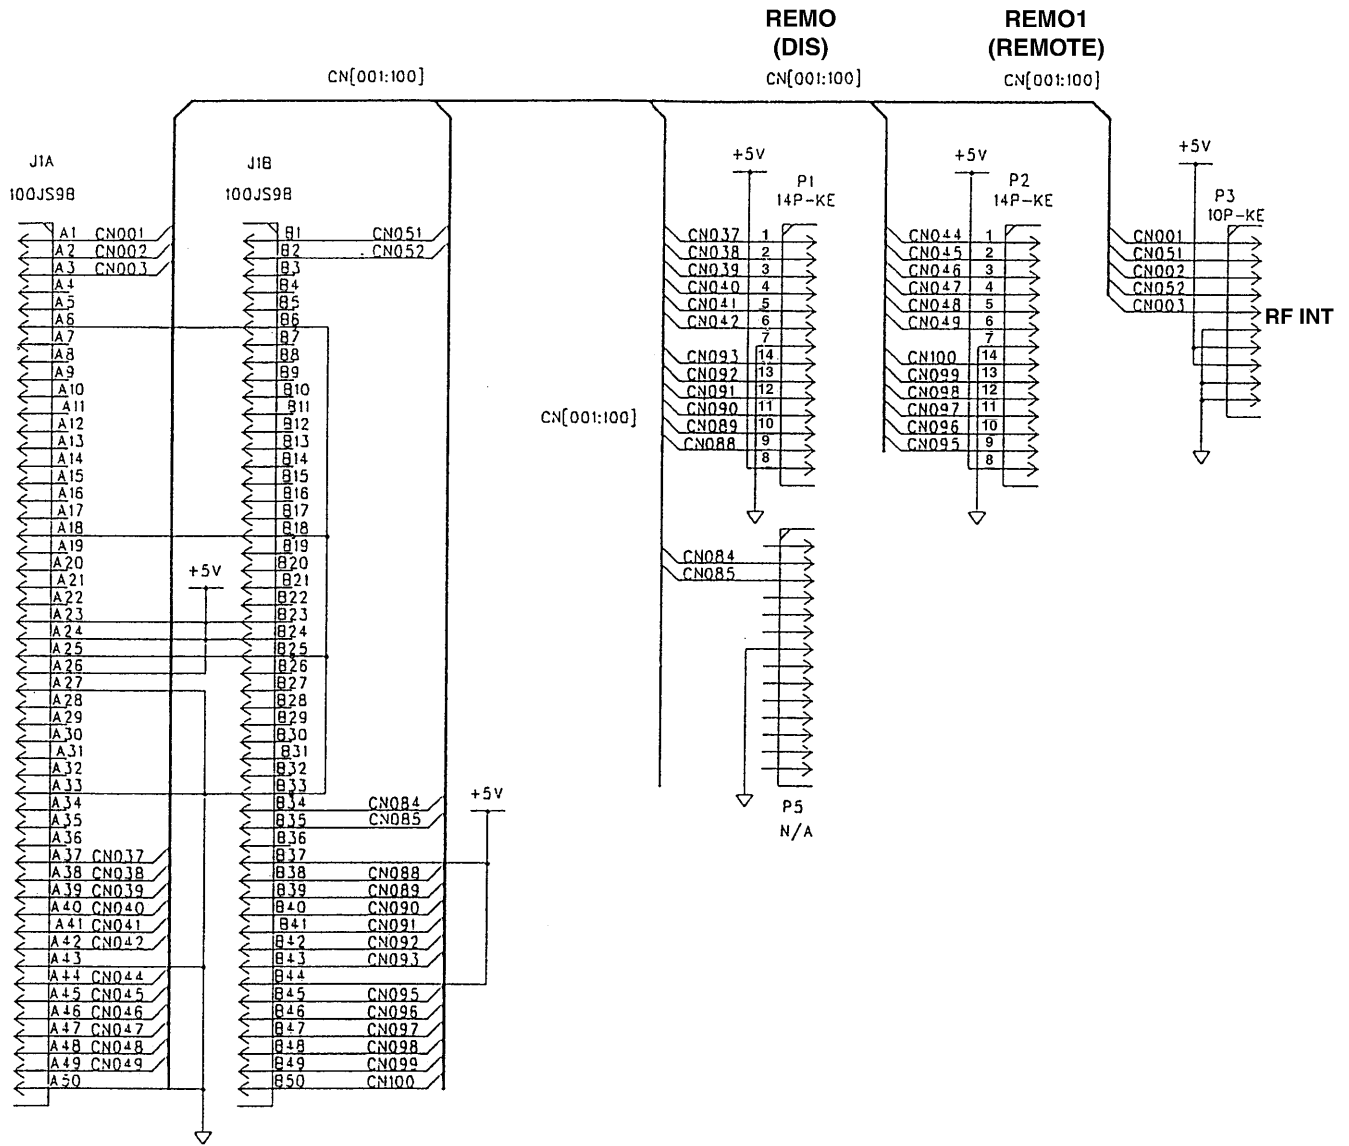 REMO
(DIS)
REMO1
(REMOTE)
CN[001:100]
CN[001:100]
CN[001:100]
J1A
100JS98
A1 CN001
A2 CN002
A3 CN003
A4
A5
A6
A7
A8
A9
A10
A11
A12
A13
A14
A15
A16
A17
A18
A19
A20
A21
A22
A23
A24
A25
A26
A27
A28
A29
A30
A31
A32
A33
A34
A35
A36
A37 CN037
A38 CN038
A39 CN039
A40 CN040
A41 CN041
A42 CN042
A43
A44 CN044
A45 CN045
A46 CN046
A47 CN047
A48 CN048
A49 CN049
A50
+5V
J1B
100JS98
B1 CN051
B2 CN052
B3
B4
B5
B6
B7
B8
B9
B10
B11
B12
B13
B14
B15
B16
B17
B18
B19
B20
B21
B22
B23
B24
B25
B26
B27
B28
B29
B30
B31
B32
B33
B34 CN084
B35 CN085
B36
B37
B38 CN088
B39 CN089
B40 CN090
B41 CN091
B42 CN092
B43 CN093
B44
B45 CN095
B46 CN096
B47 CN097
B48 CN098
B49 CN099
B50 CN100
+5V
CN[001:100]
+5V
P1
14P-KE
CN037 1
CN038 2
CN039 3
CN040 4
CN041 5
CN042 6
7
CN093 14
CN092 13
CN091 12
CN090 11
CN089 10
CN088 9
8
CN084
CN085
P5
N/A
+5V
P2
14P-KE
CN044 1
CN045 2
CN046 3
CN047 4
CN048 5
CN049 6
7
CN100 14
CN099 13
CN098 12
CN097 11
CN096 10
CN095 9
8
+5V
P3
10P-KE
CN001
CN051
CN002
CN052
CN003
RF INT